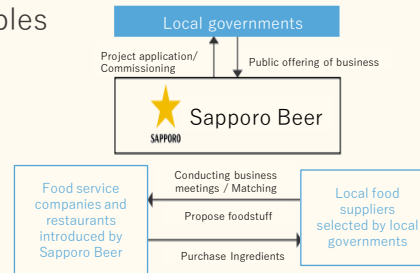 Local governments
Project application/
Commissioning
Public offering of business
SAPPORO
Sapporo Beer
Conducting business
meetings / Matching
Propose foodstuff
Purchase Ingredients
Food service
companies and
restaurants
introduced by
Sapporo Beer
Local food
suppliers
selected by local
governments